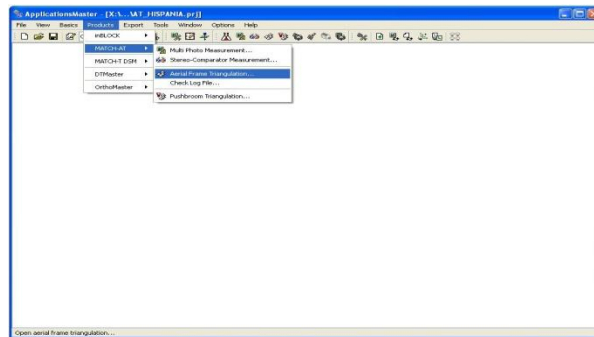 ApplicationsMaster - [X:\...\AT_HISPANIA.prj]
File View Basics Products Export Tools Window Options Help
inBLOCK
MATCH-AT
MATCH-T DSM
DTMaster
OrthoMaster
Multi Photo Measurement...
Stereo-Comparator Measurement...
Aerial Frame Triangulation...
Check Log File...
Pushbroom Triangulation...
Open aerial frame triangulation...